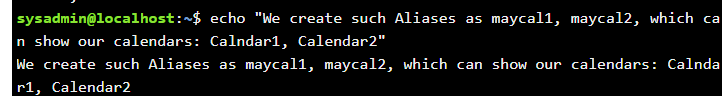 sysadmin@localhost:~$ echo "We create such Aliases as maycal1, maycal2, which ca
n show our calendars: Calndar1, Calendar2"
We create such Aliases as maycal1, maycal2, which can show our calendars: Calnda
r1, Calendar2